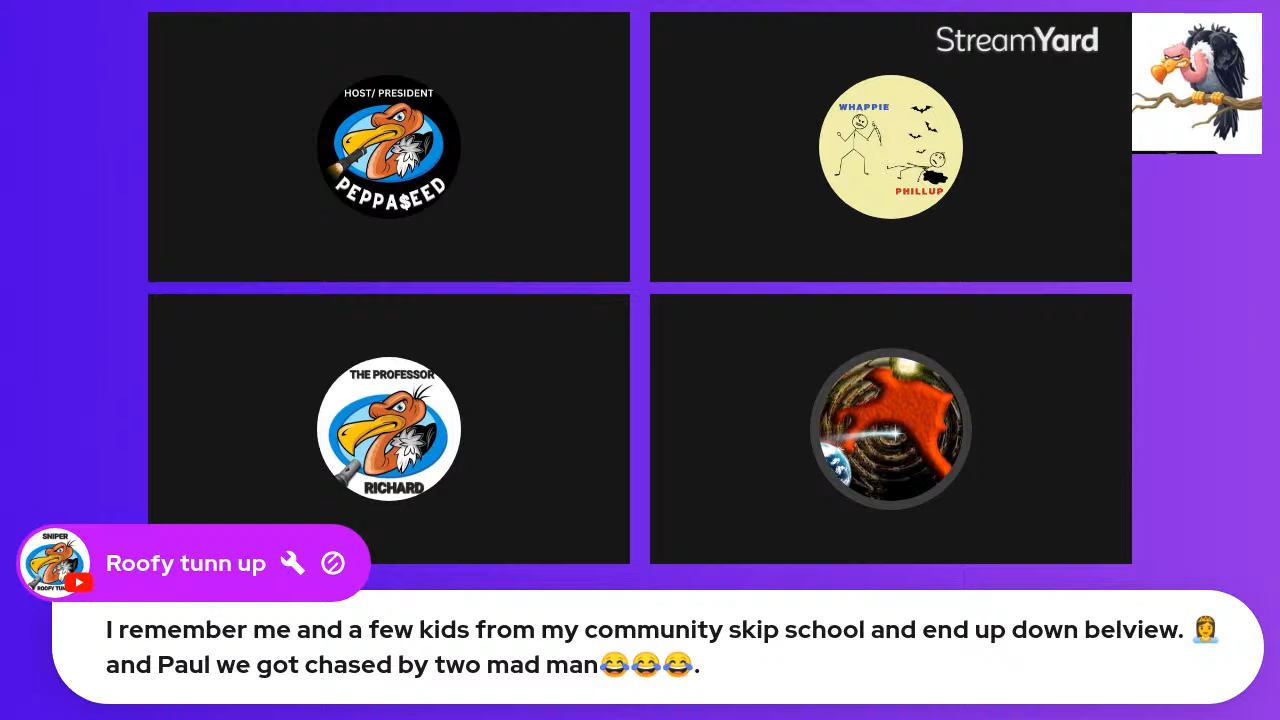 HOST/ PRESIDENT
PEPPA$EED
WHAPPIE
PHILLUP
StreamYard
THE PROFESSOR
RICHARD
SNIPER
Roofy tunn up
I remember me and a few kids from my community skip school and end up down belview. 👰‍♀️
and Paul we got chased by two mad man😂😂😂.